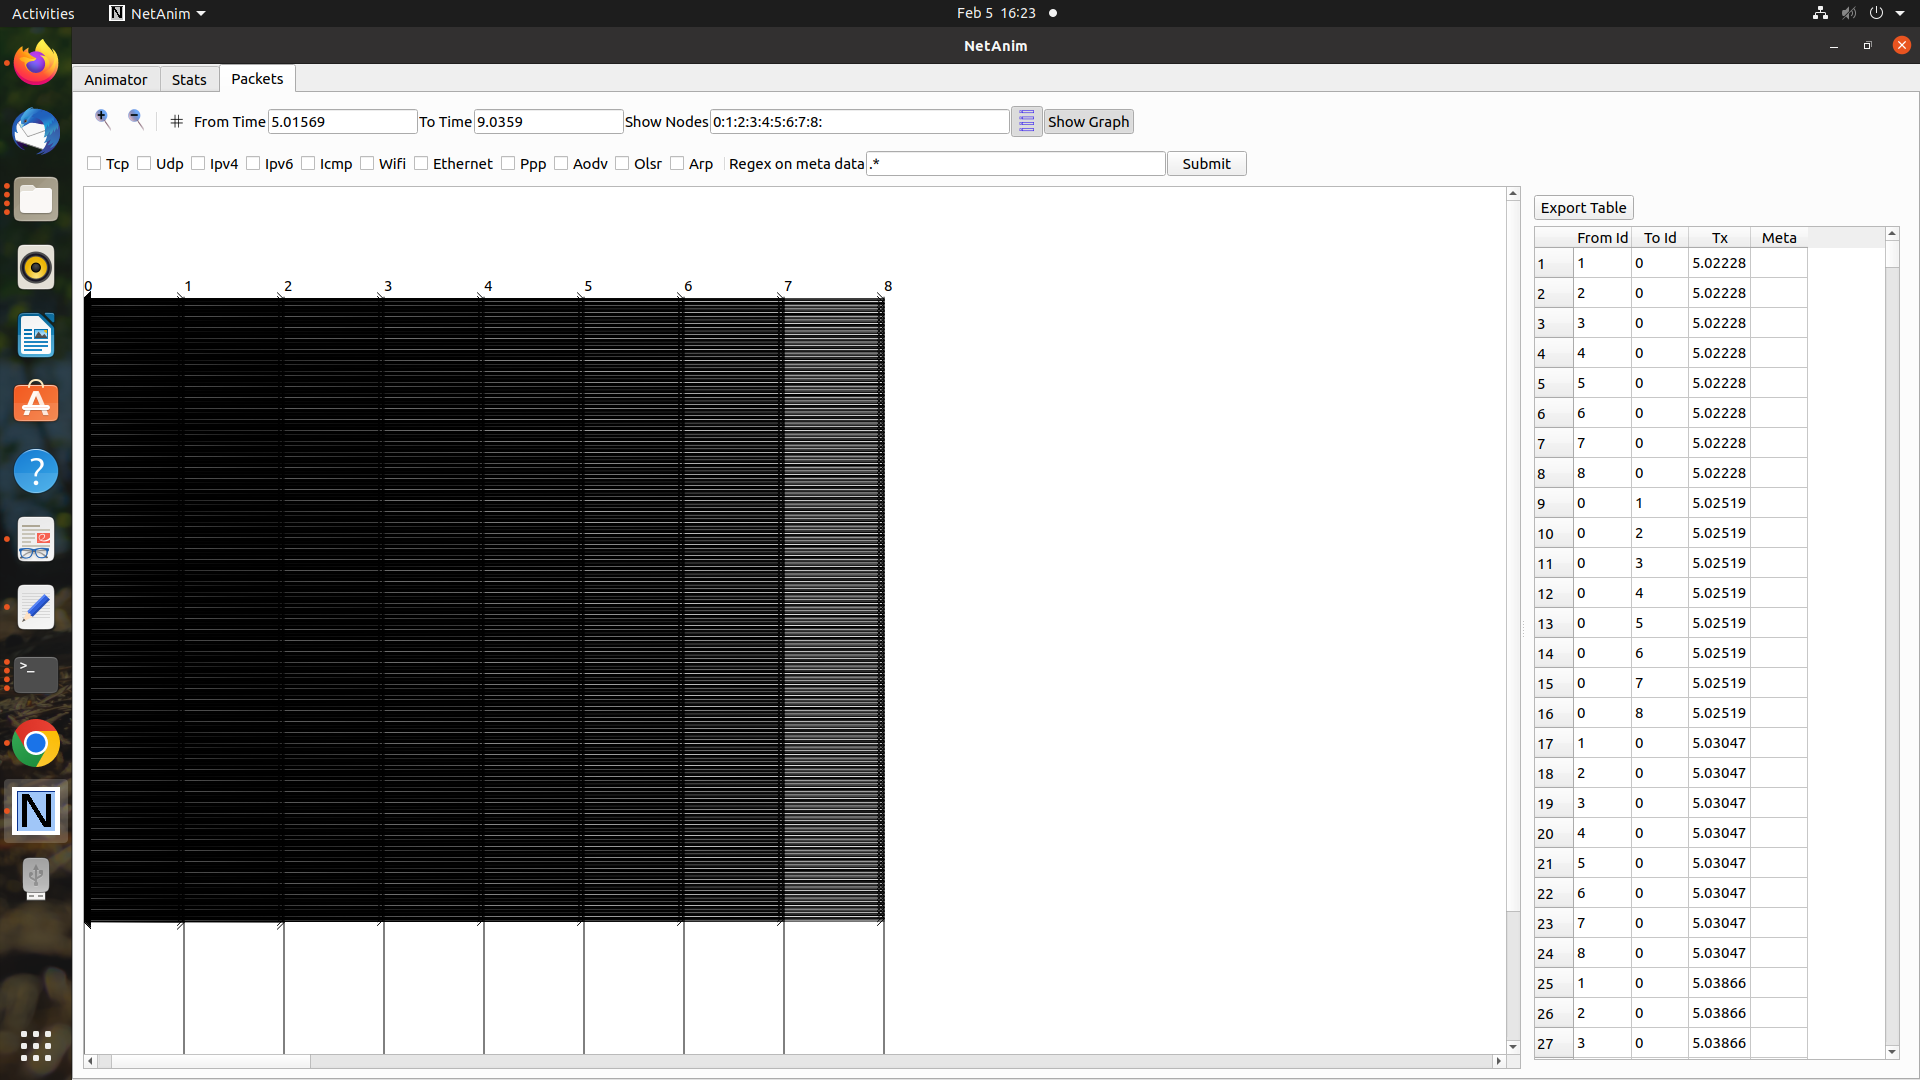 Activities NetAnim Feb 5 16:23
NetAnim
Animator Stats Packets
From Time 5.01569 To Time 9.0359 Show Nodes 0:1:2:3:4:5:6:7:8: Show Graph
Tcp Udp Ipv4 Ipv6 Icmp Wifi Ethernet Ppp Aodv Olsr Arp Regex on meta data .* Submit
Export Table
From Id To Id Tx Meta
1 1 0 5.02228
2 2 0 5.02228
3 3 0 5.02228
4 4 0 5.02228
5 5 0 5.02228
6 6 0 5.02228
7 7 0 5.02228
8 8 0 5.02228
9 0 1 5.02519
10 0 2 5.02519
11 0 3 5.02519
12 0 4 5.02519
13 0 5 5.02519
14 0 6 5.02519
15 0 7 5.02519
16 0 8 5.02519
17 1 0 5.03047
18 2 0 5.03047
19 3 0 5.03047
20 4 0 5.03047
21 5 0 5.03047
22 6 0 5.03047
23 7 0 5.03047
24 8 0 5.03047
25 1 0 5.03866
26 2 0 5.03866
27 3 0 5.03866
0 1 2 3 4 5 6 7 8